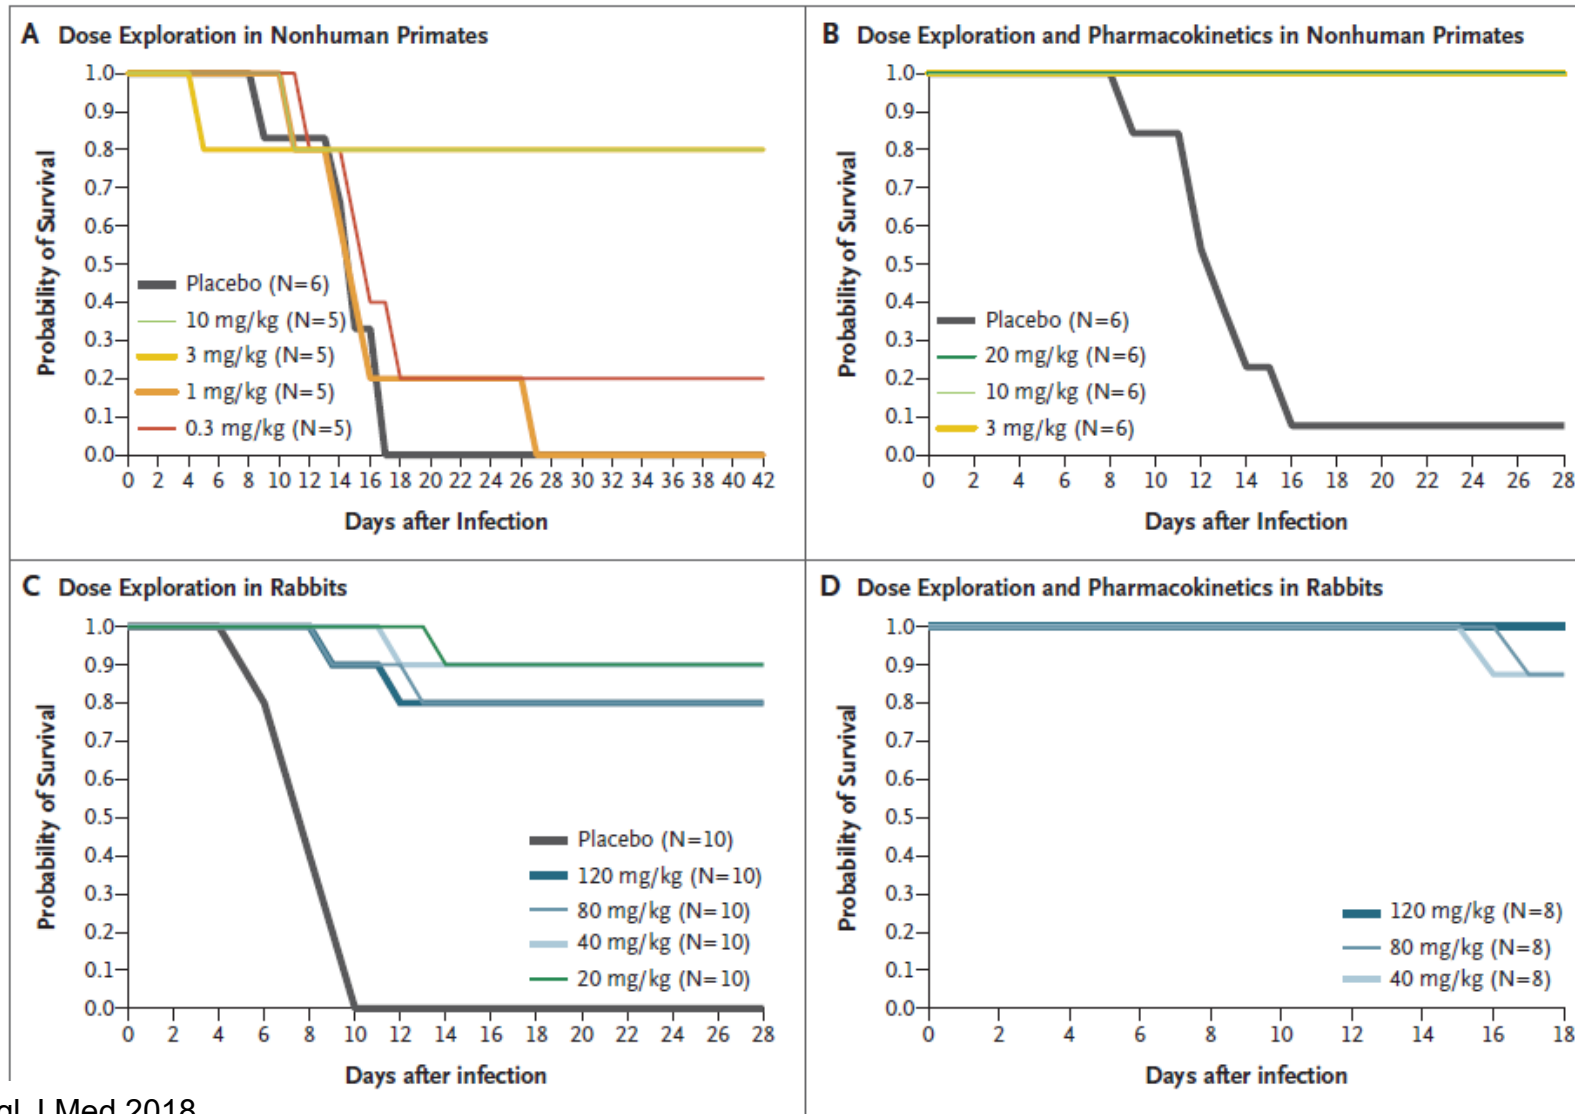 A Dose Exploration in Nonhuman Primates
1.0
0.9
0.8
0.7
0.6
0.5
0.4
0.3
0.2
0.1
0.0
Probability of Survival
Placebo (N=6)
10 mg/kg (N=5)
3 mg/kg (N=5)
1 mg/kg (N=5)
0.3 mg/kg (N=5)
0 2 4 6 8 10 12 14 16 18 20 22 24 26 28 30 32 34 36 38 40 42
Days after Infection
B Dose Exploration and Pharmacokinetics in Nonhuman Primates
1.0
0.9
0.8
0.7
0.6
0.5
0.4
0.3
0.2
0.1
0.0
Probability of Survival
Placebo (N=6)
20 mg/kg (N=6)
10 mg/kg (N=6)
3 mg/kg (N=6)
0 2 4 6 8 10 12 14 16 18 20 22 24 26 28
Days after Infection
C Dose Exploration in Rabbits
1.0
0.9
0.8
0.7
0.6
0.5
0.4
0.3
0.2
0.1
0.0
Probability of Survival
Placebo (N=10)
120 mg/kg (N=10)
80 mg/kg (N=10)
40 mg/kg (N=10)
20 mg/kg (N=10)
0 2 4 6 8 10 12 14 16 18 20 22 24 26 28
Days after infection
D Dose Exploration and Pharmacokinetics in Rabbits
1.0
0.9
0.8
0.7
0.6
0.5
0.4
0.3
0.2
0.1
0.0
Probability of Survival
120 mg/kg (N=8)
80 mg/kg (N=8)
40 mg/kg (N=8)
0 2 4 6 8 10 12 14 16 18
Days after infection
J Med 2018